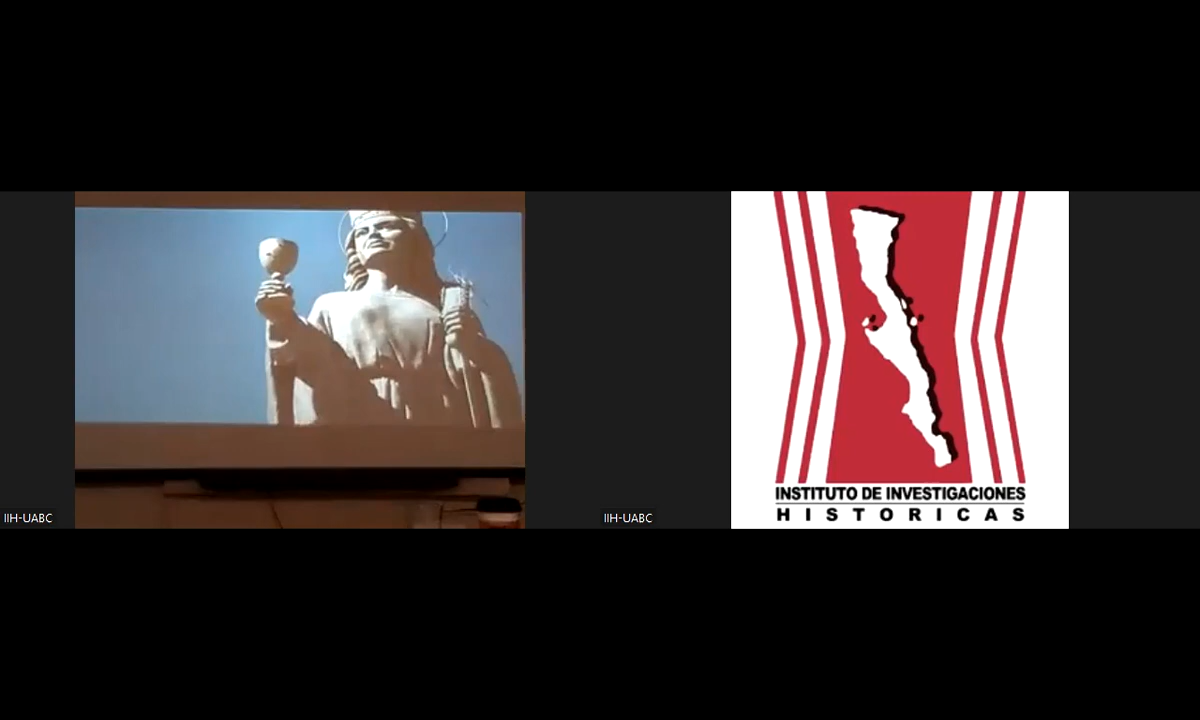 IIH-UABC
IIH-UABC
INSTITUTO DE INVESTIGACIONES
HISTORICAS